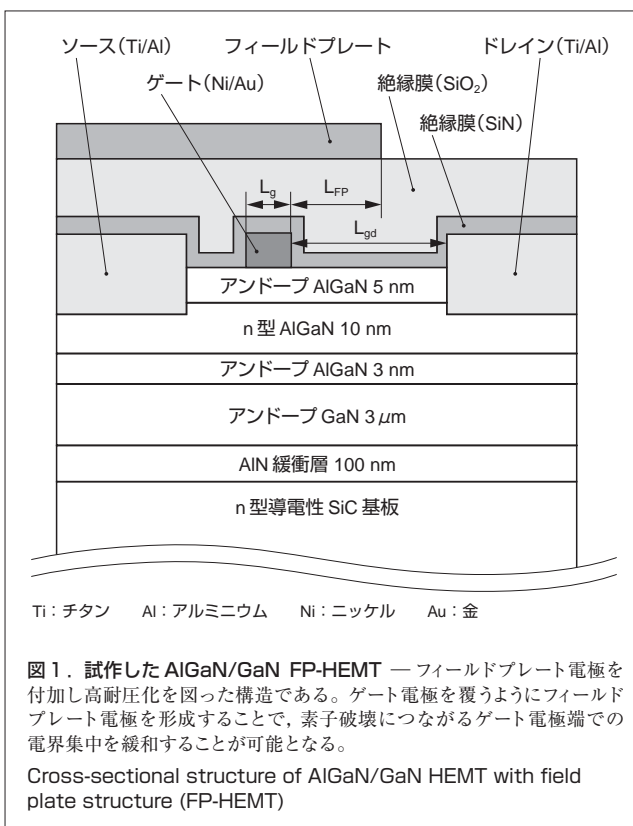 ソース(Ti/Al)
フィールドプレート
ドレイン(Ti/Al)
ゲート(Ni/Au)
絶縁膜(SiO₂)
絶縁膜(SiN)
Lg
LFP
Lgd
アンドープ AlGaN 5 nm
n 型 AlGaN 10 nm
アンドープ AlGaN 3 nm
アンドープ GaN 3 μm
AlN 緩衝層 100 nm
n 型導電性 SiC 基板
Ti:チタン Al:アルミニウム Ni:ニッケル Au:金
図1. 試作した AlGaN/GaN FP-HEMT — フィールドプレート電極を
付加し高耐圧化を図った構造である。ゲート電極を覆うようにフィールド
プレート電極を形成することで, 素子破壊につながるゲート電極端での
電界集中を緩和することが可能となる。
Cross-sectional structure of AlGaN/GaN HEMT with field
plate structure (FP-HEMT)